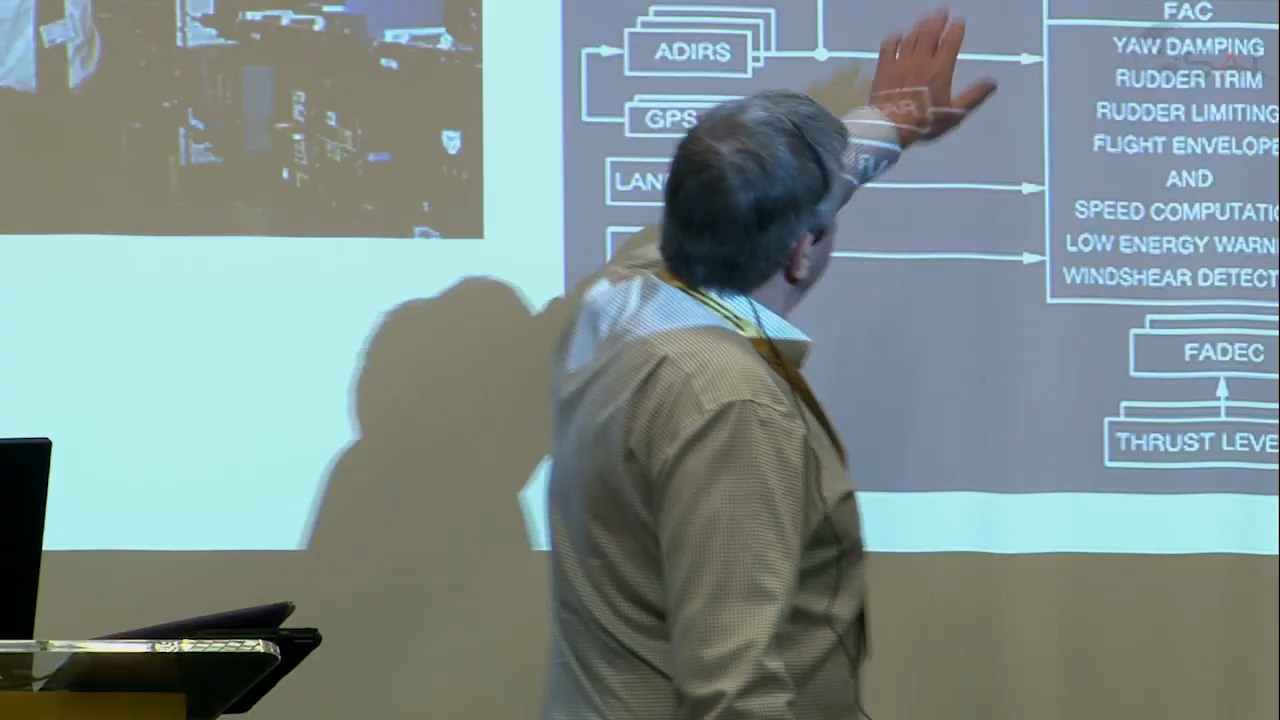 FAC
ADIRS
YAW DAMPING
RUDDER TRIM
GPS
RUDDER LIMITING
FLIGHT ENVELOPE
LAN
AND
SPEED COMPUTATIO
LOW ENERGY WARN
WINDSHEAR DETECT
FADEC
THRUST LEVE